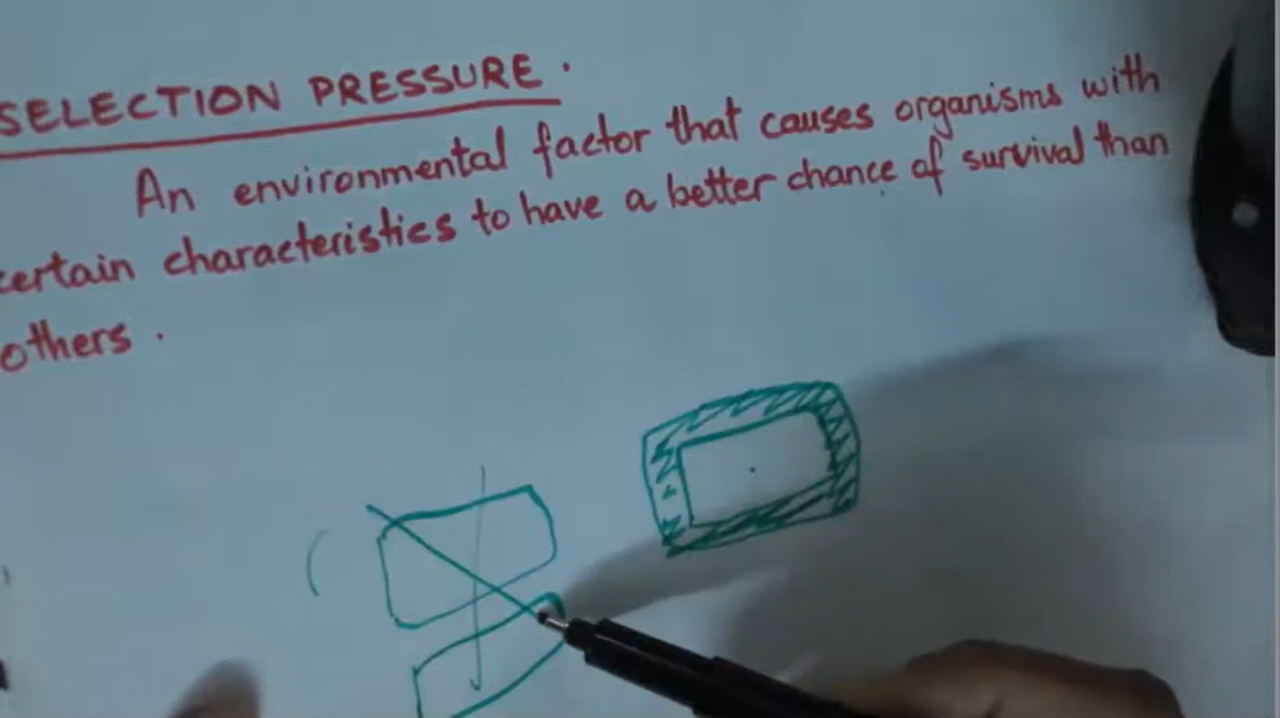 SELECTION PRESSURE.
An environmental factor that causes organisms with
certain characteristics to have a better chance of survival than
others.